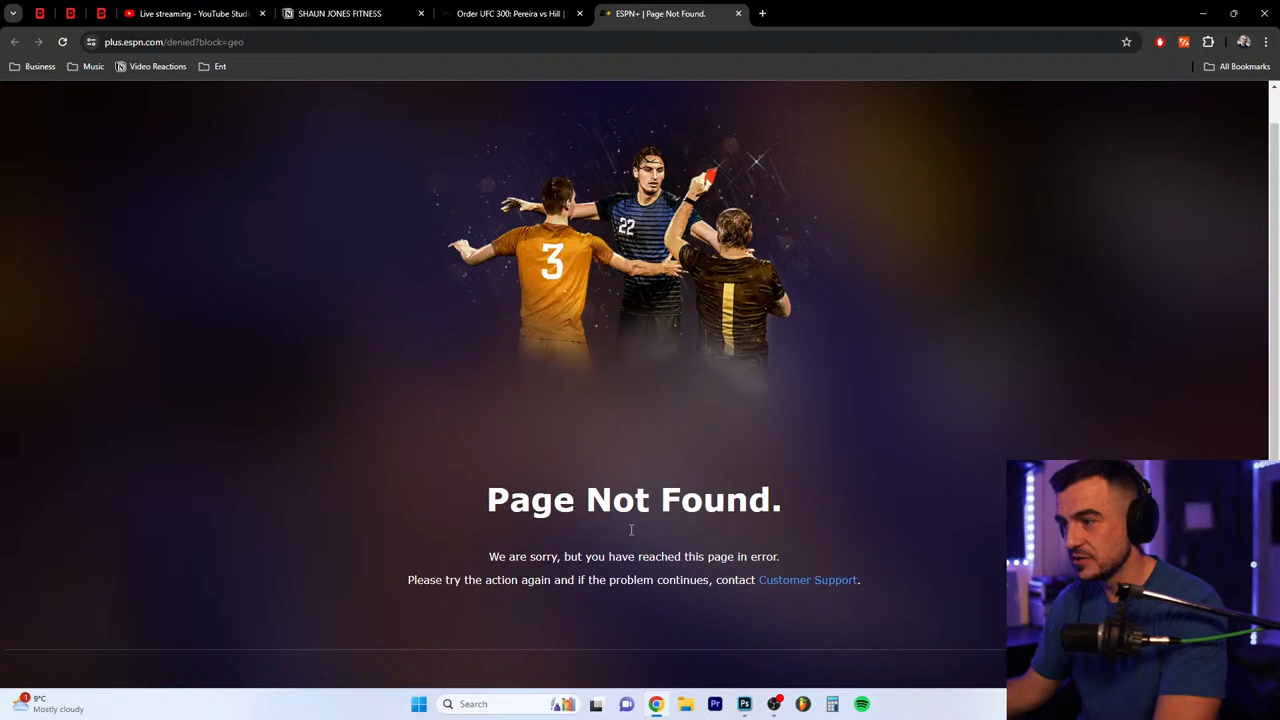 Live streaming - YouTube Studi
SHAUN JONES FITNESS
Order UFC 300: Pereira vs Hill |
ESPN+ | Page Not Found.
plus.espn.com/denied?block=geo
Business
Music
Video Reactions
Ent
All Bookmarks
22
3
Page Not Found.
We are sorry, but you have reached this page in error.
Please try the action again and if the problem continues, contact Customer Support.
1
9°C
Mostly cloudy
Search
Pr
Ps